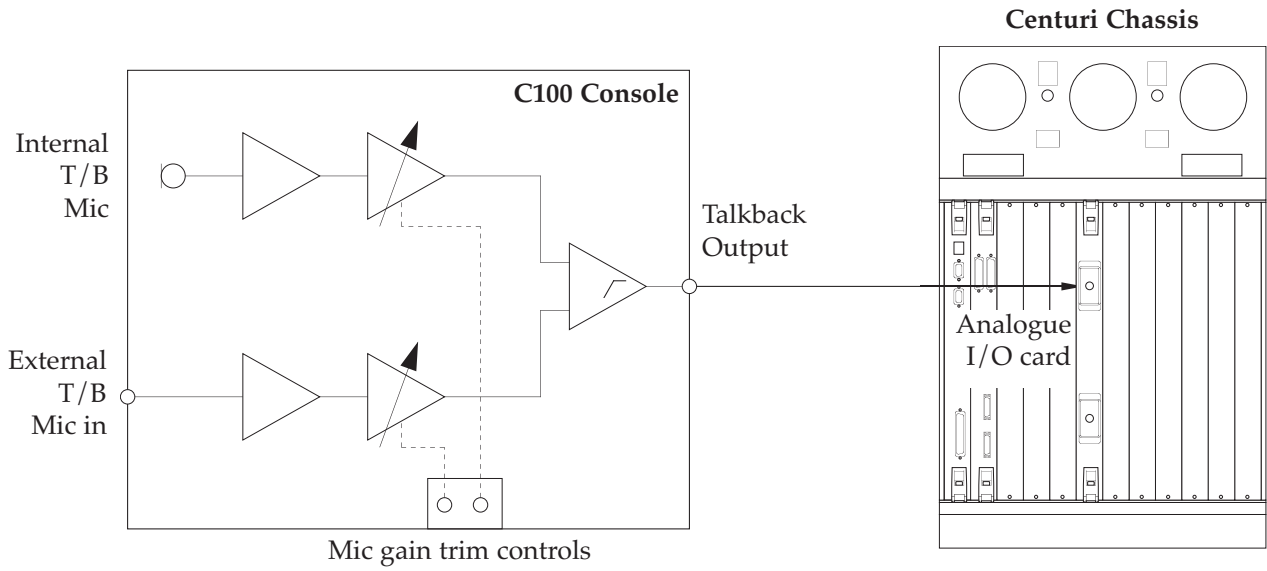 Centuri Chassis
C100 Console
Internal
T/B
Mic
Talkback
Output
External
T/B
Mic in
Analogue
I/O card
Mic gain trim controls